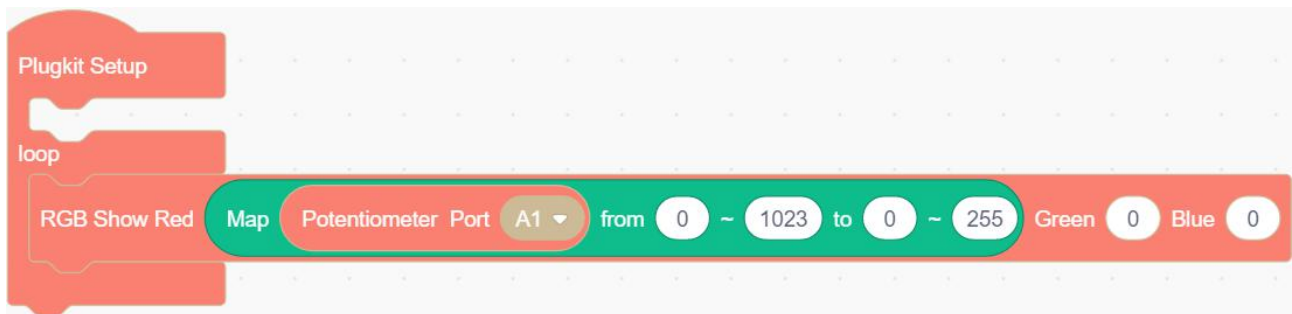 Plugkit Setup
loop
RGB Show Red Map Potentiometer Port A1 from 0 ~ 1023 to 0 ~ 255 Green 0 Blue 0